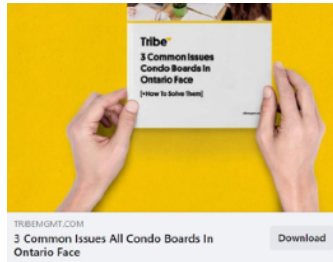 Tribe
3 Common Issues
Condo Boards In
Ontario Face
[+How To Solve Them]
TRIBEMGMT.COM
3 Common Issues All Condo Boards In
Ontario Face
Download